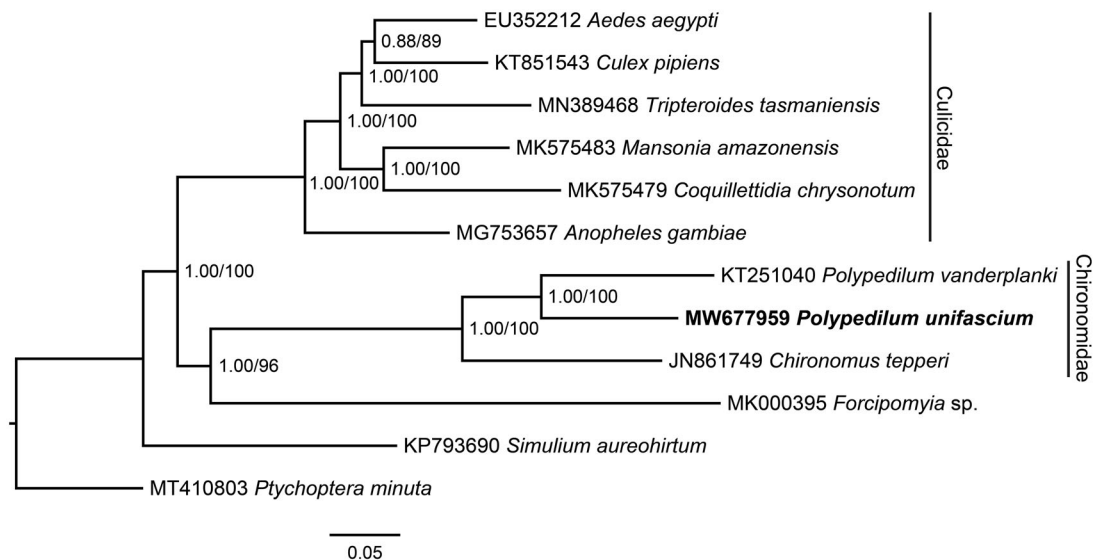 EU352212 Aedes aegypti
0.88/89
KT851543 Culex pipiens
1.00/100
MN389468 Tripteroides tasmaniensis
1.00/100
MK575483 Mansonia amazonensis
1.00/100
1.00/100
MK575479 Coquillettidia chrysonotum
MG753657 Anopheles gambiae
Culicidae
1.00/100
KT251040 Polypedilum vanderplanki
1.00/100
MW677959 Polypedilum unifascium
1.00/100
JN861749 Chironomus tepperi
Chironomidae
1.00/96
MK000395 Forcipomyia sp.
KP793690 Simulium aureohirtum
MT410803 Ptychoptera minuta
0.05